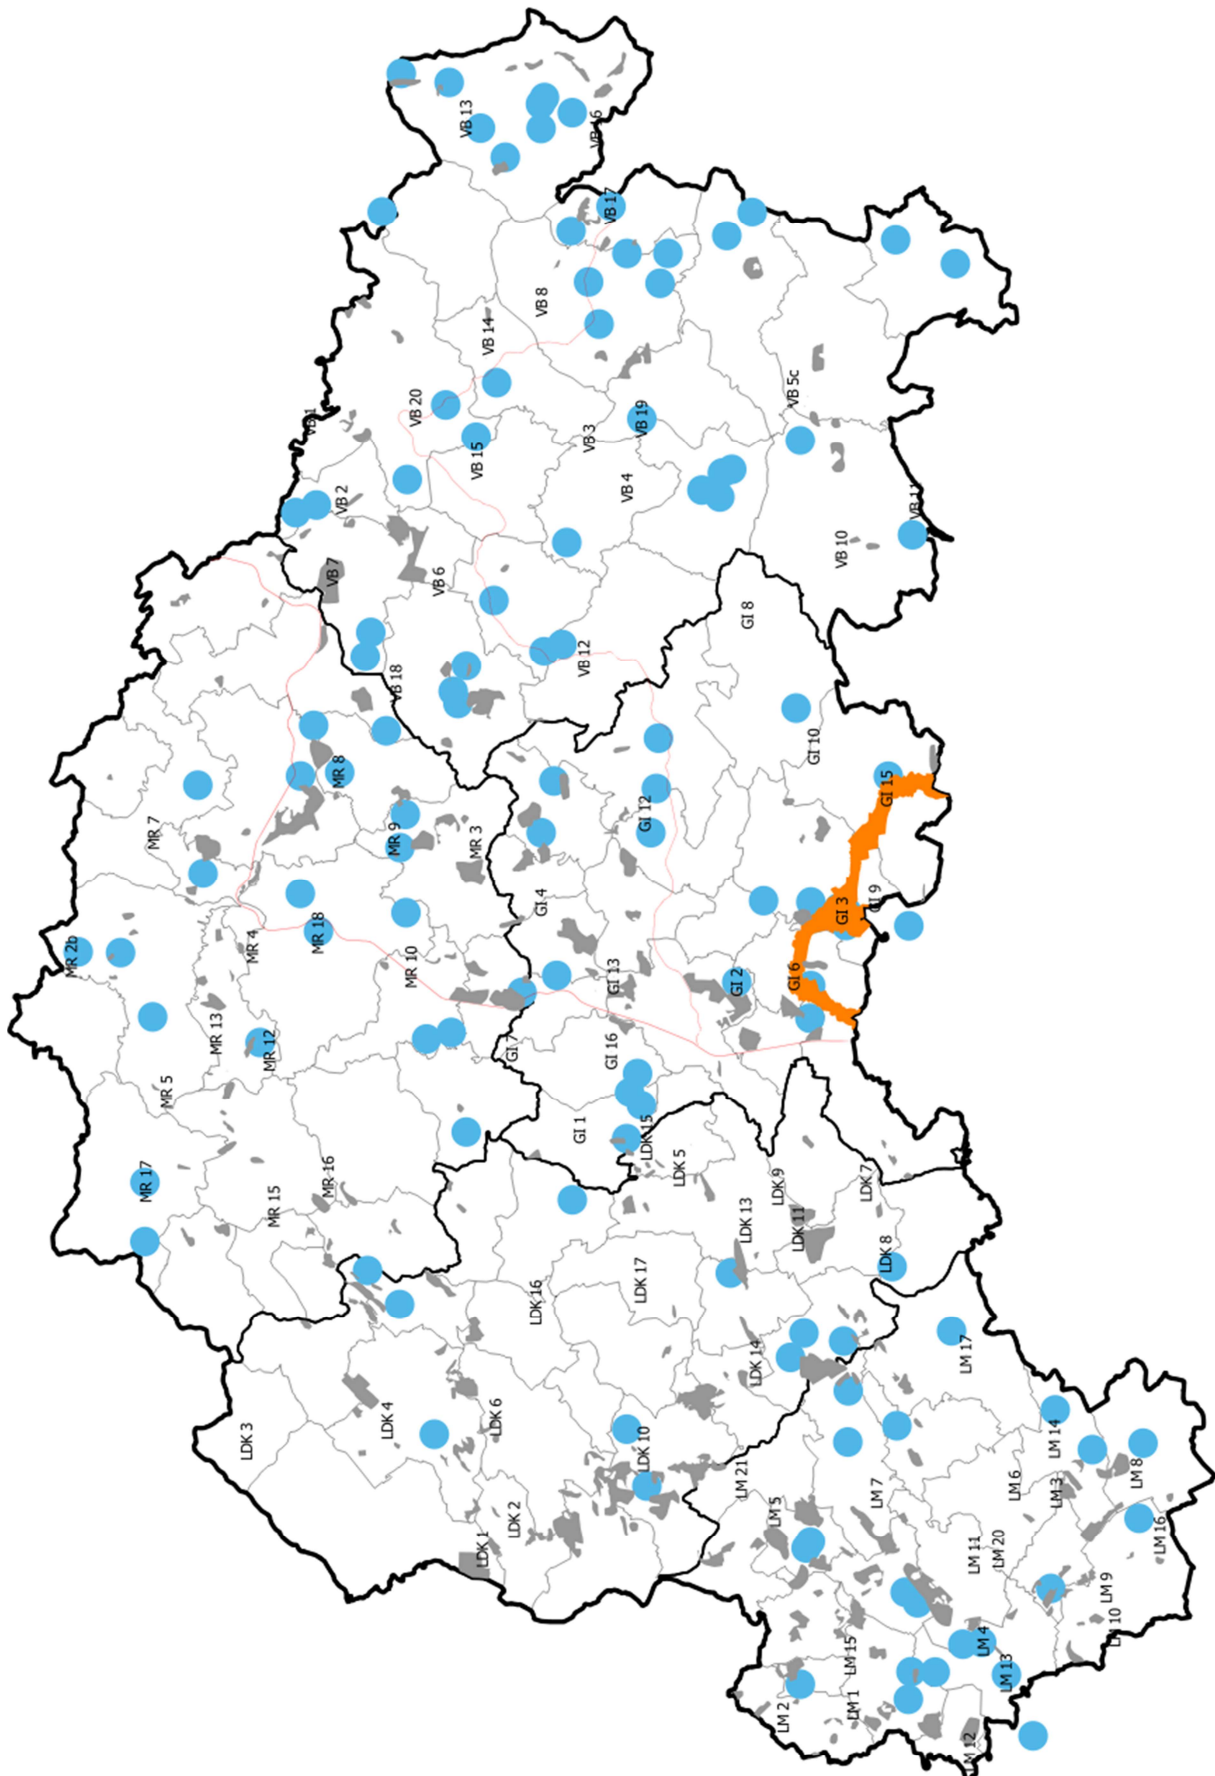 VB 13
VB 16
VB 17
VB 8
VB 14
VB 20
VB 1
VB 15
VB 19
VB 3
VB 5c
VB 2
VB 4
VB 11
VB 10
VB 7
VB 6
VB 12
VB 18
GI 8
GI 10
GI 15
MR 8
MR 7
MR 9
MR 3
GI 12
GI 4
GI 9
GI 3
MR 2b
MR 4
MR 18
MR 10
GI 13
GI 2
GI 6
MR 13
MR 12
GI 7
GI 16
MR 5
GI 1
LDK 15
LDK 5
MR 17
MR 15
MR 16
LDK 9
LDK 7
LDK 13
LDK 11
LDK 8
LDK 16
LDK 17
LDK 14
LM 17
LDK 3
LDK 4
LDK 6
LDK 10
LM 14
LM 21
LM 8
LM 6
LM 3
LM 7
LM 5
LDK 2
LDK 1
LM 11
LM 20
LM 16
LM 9
LM 10
LM 4
LM 15
LM 13
LM 2
LM 1
LM 12